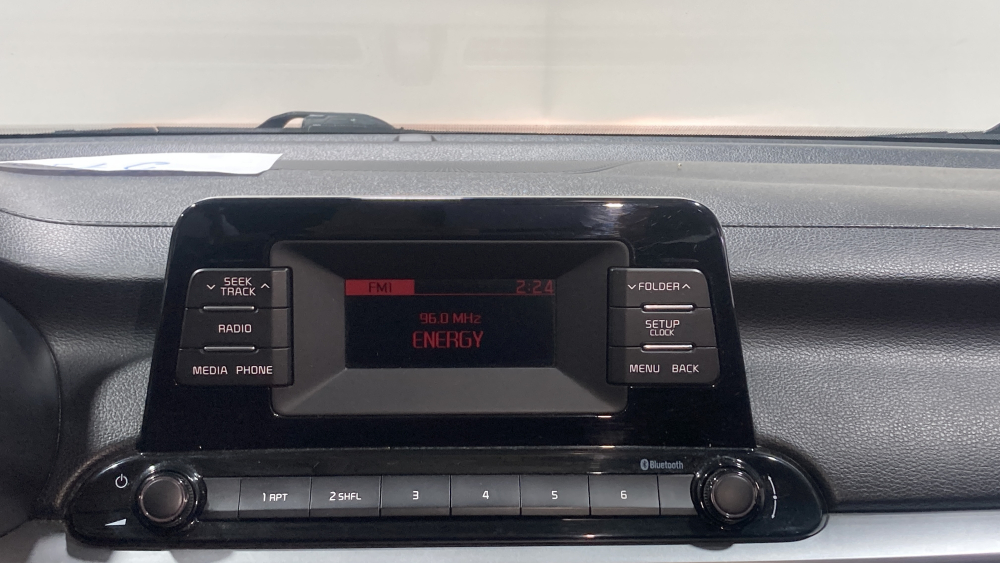 SEEK
TRACK
RADIO
MEDIA PHONE
FM1 2:24
96.0 MHz
ENERGY
FOLDER
SETUP
CLOCK
MENU BACK
Bluetooth
1 RPT
2 SHFL
3
4
5
6